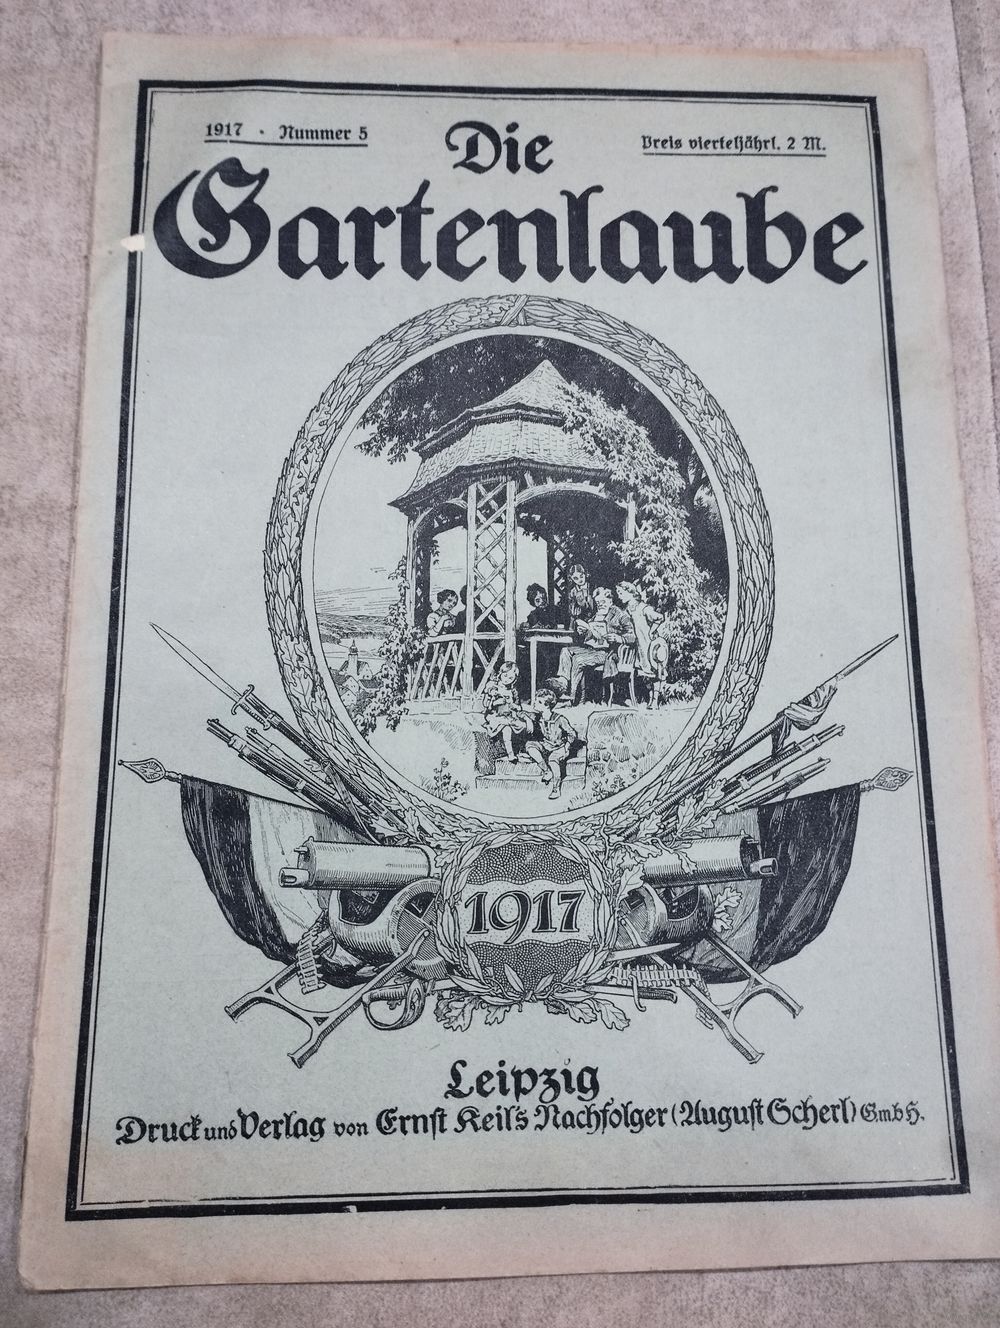 1917 · Nummer 5
Preis vierteljährl. 2 M.
Die
Gartenlaube
1917
Leipzig
Druck und Verlag von Ernst Keil's Nachfolger (August Scherl) G.m.b.H.